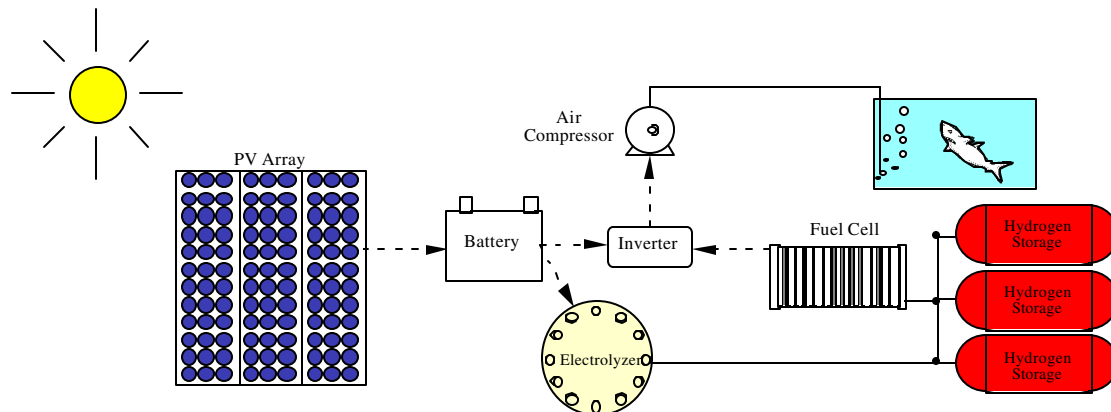 Air
Compressor
PV Array
Battery
Inverter
Fuel Cell
Hydrogen
Storage
Hydrogen
Storage
Electrolyzer
Hydrogen
Storage